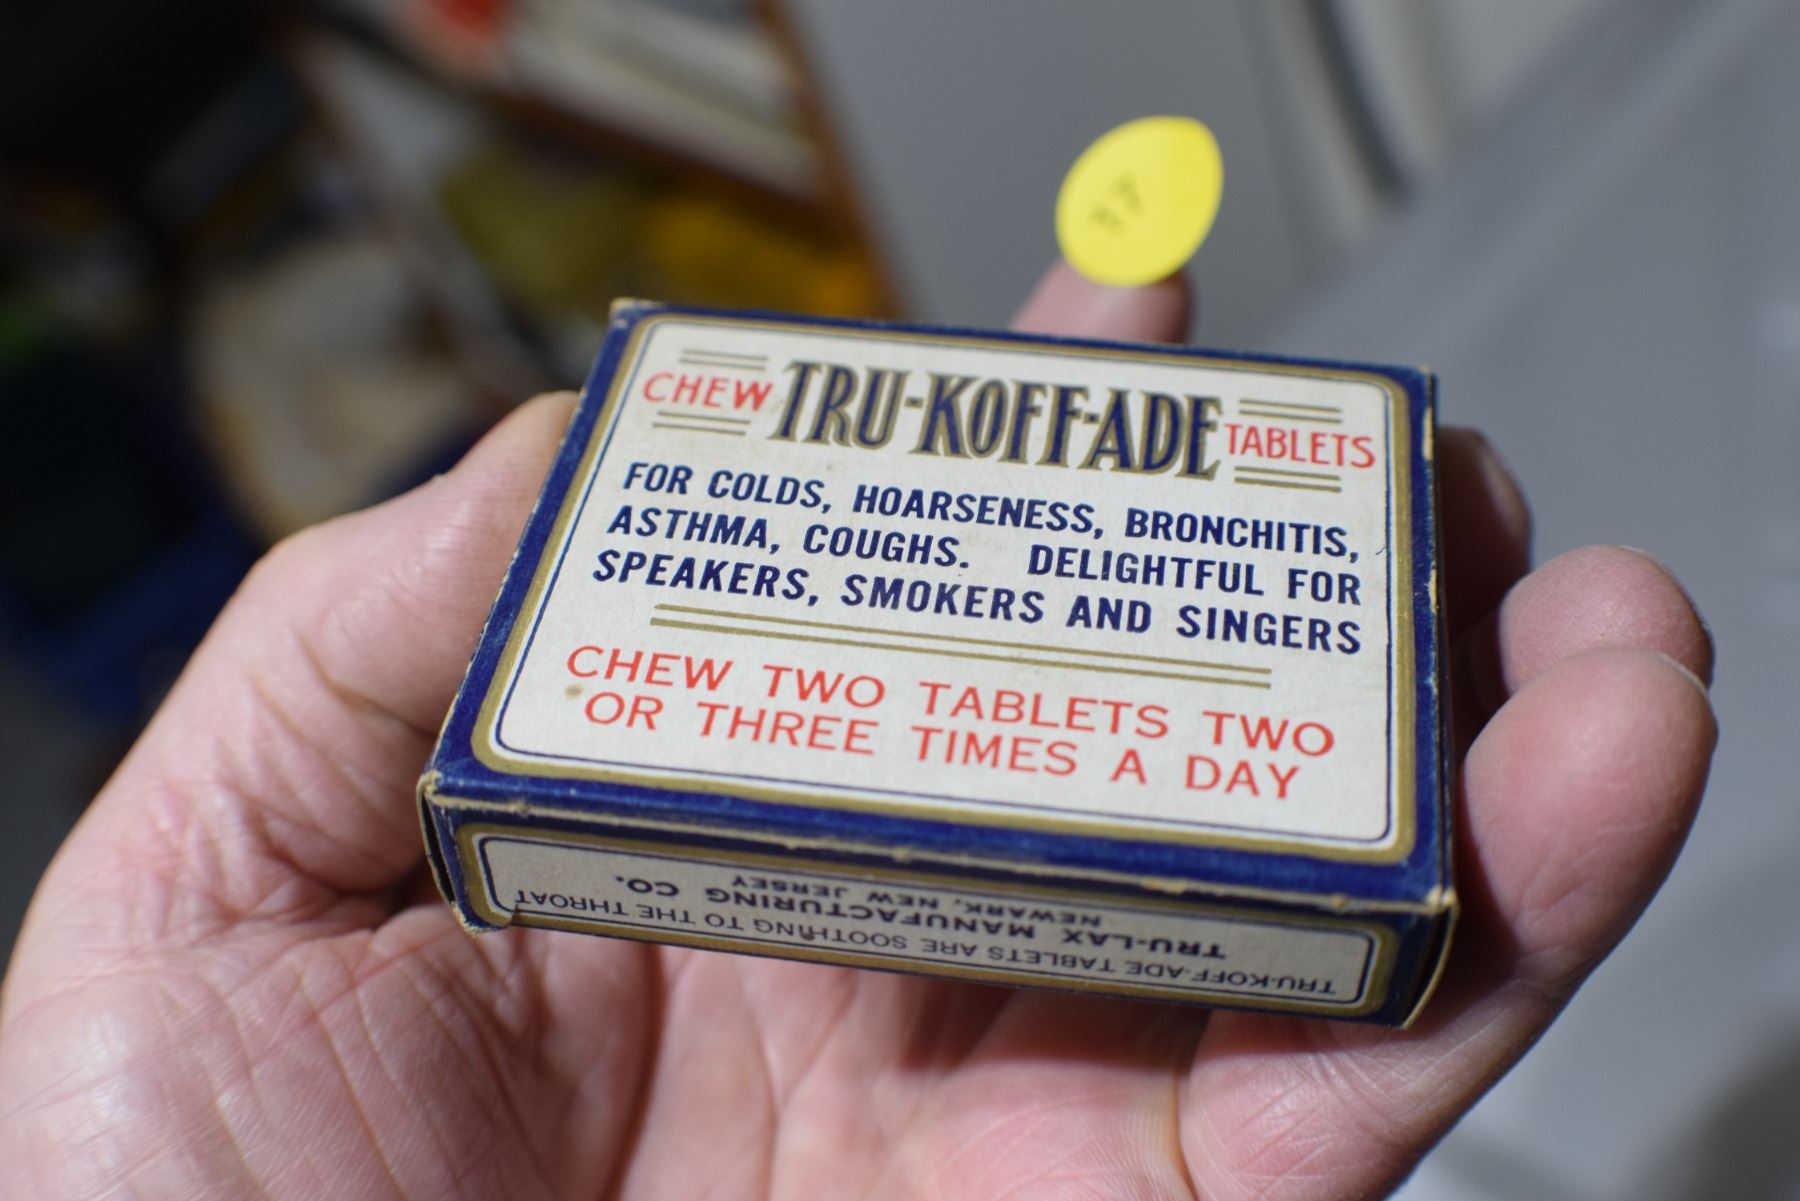 CHEW TRU-KOFF-ADE TABLETS
FOR COLDS, HOARSENESS, BRONCHITIS,
ASTHMA, COUGHS. DELIGHTFUL FOR
SPEAKERS, SMOKERS AND SINGERS
CHEW TWO TABLETS TWO
OR THREE TIMES A DAY
TRU-KOFF-ADE TABLETS ARE SOOTHING TO THE THROAT
TRU-LAX MANUFACTURING CO.
NEWARK, NEW JERSEY